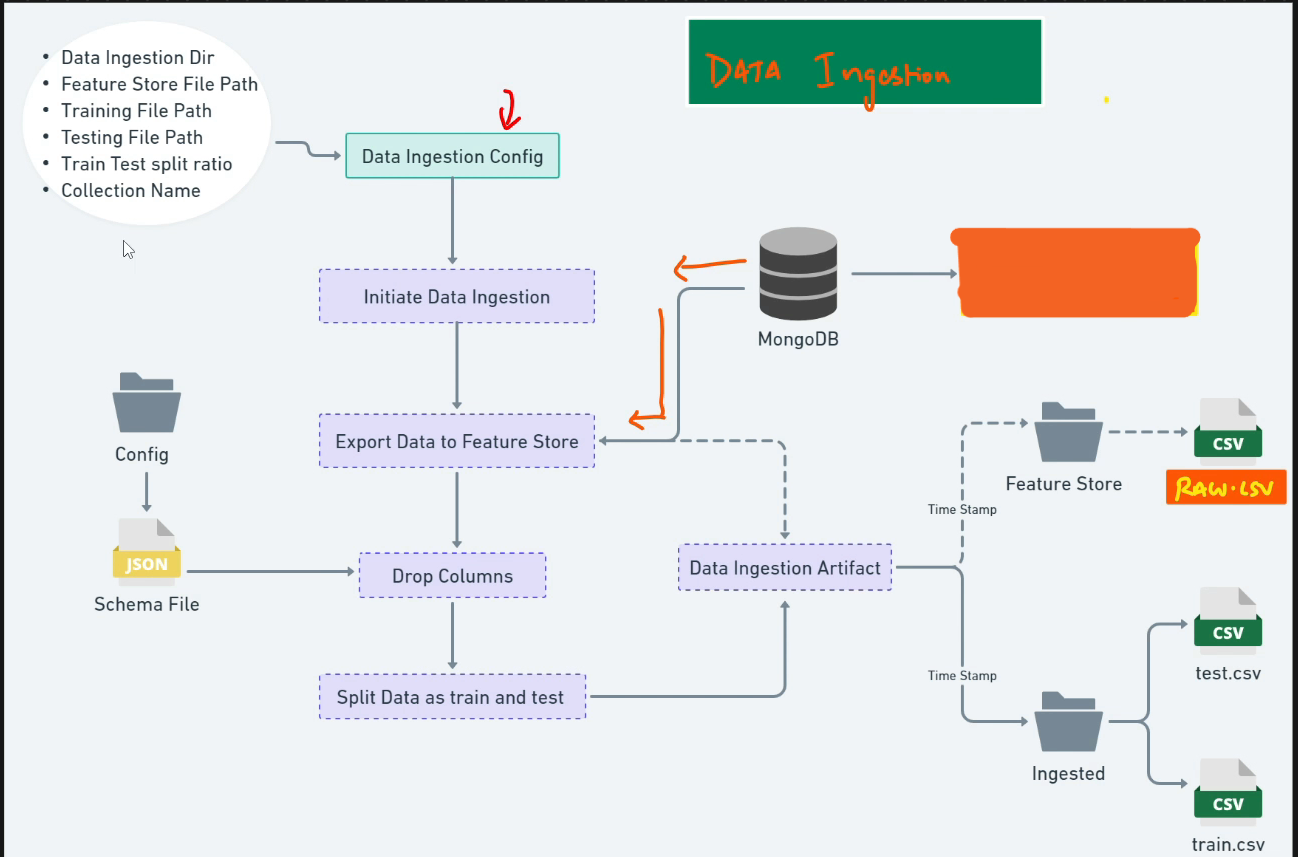 DATA Ingestion
• Data Ingestion Dir
• Feature Store File Path
• Training File Path
• Testing File Path
• Train Test split ratio
• Collection Name
Data Ingestion Config
Initiate Data Ingestion
MongoDB
Export Data to Feature Store
Config
JSON
Schema File
Drop Columns
Split Data as train and test
Data Ingestion Artifact
Time Stamp
Feature Store
CSV
RAW.CSV
Time Stamp
Ingested
CSV
test.csv
CSV
train.csv